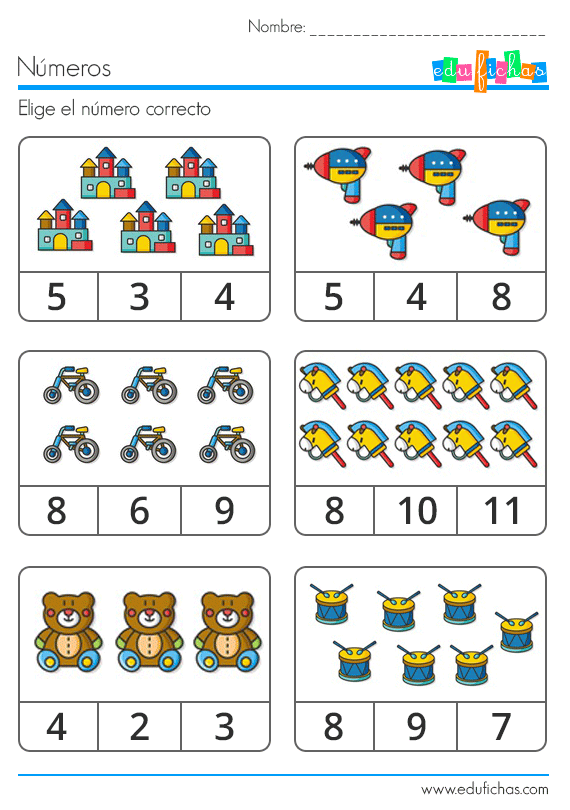 Nombre: ___________________________
Números
edufichas
Elige el número correcto
5 3 4
5 4 8
8 6 9
8 10 11
4 2 3
8 9 7
www.edufichas.com